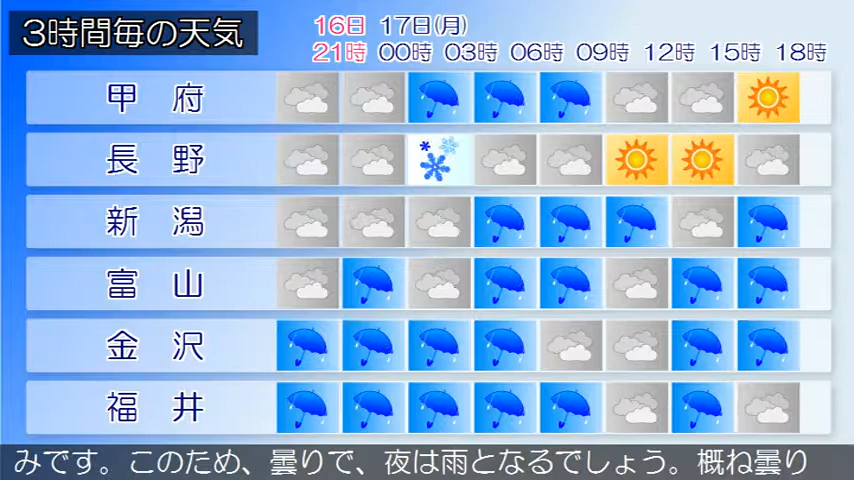 3時間毎の天気
16日 17日(月)
21時 00時 03時 06時 09時 12時 15時 18時
甲府
長野
新潟
富山
金沢
福井
みです。このため、曇りで、夜は雨となるでしょう。概ね曇り